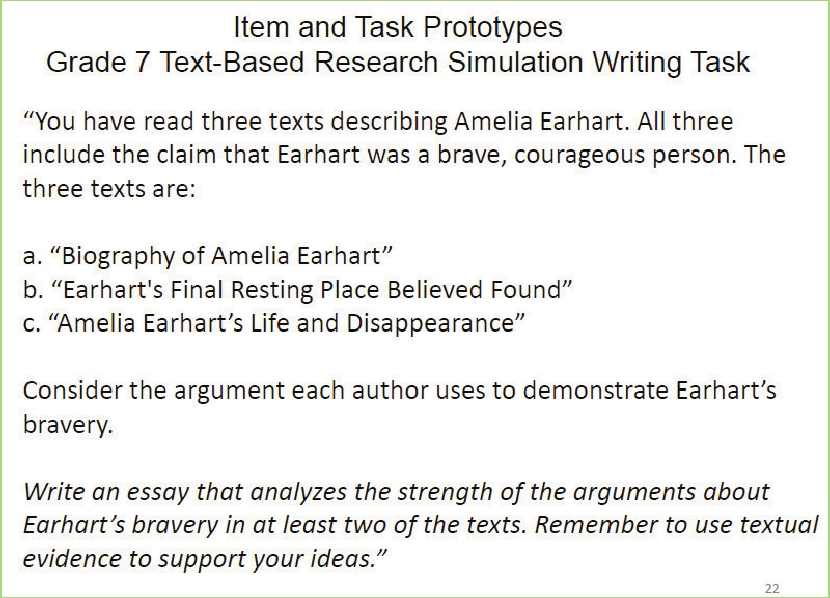 Item and Task Prototypes
Grade 7 Text-Based Research Simulation Writing Task
“You have read three texts describing Amelia Earhart. All three
include the claim that Earhart was a brave, courageous person. The
three texts are:
a. “Biography of Amelia Earhart”
b. “Earhart's Final Resting Place Believed Found”
c. “Amelia Earhart’s Life and Disappearance”
Consider the argument each author uses to demonstrate Earhart’s
bravery.
Write an essay that analyzes the strength of the arguments about
Earhart’s bravery in at least two of the texts. Remember to use textual
evidence to support your ideas.”
22